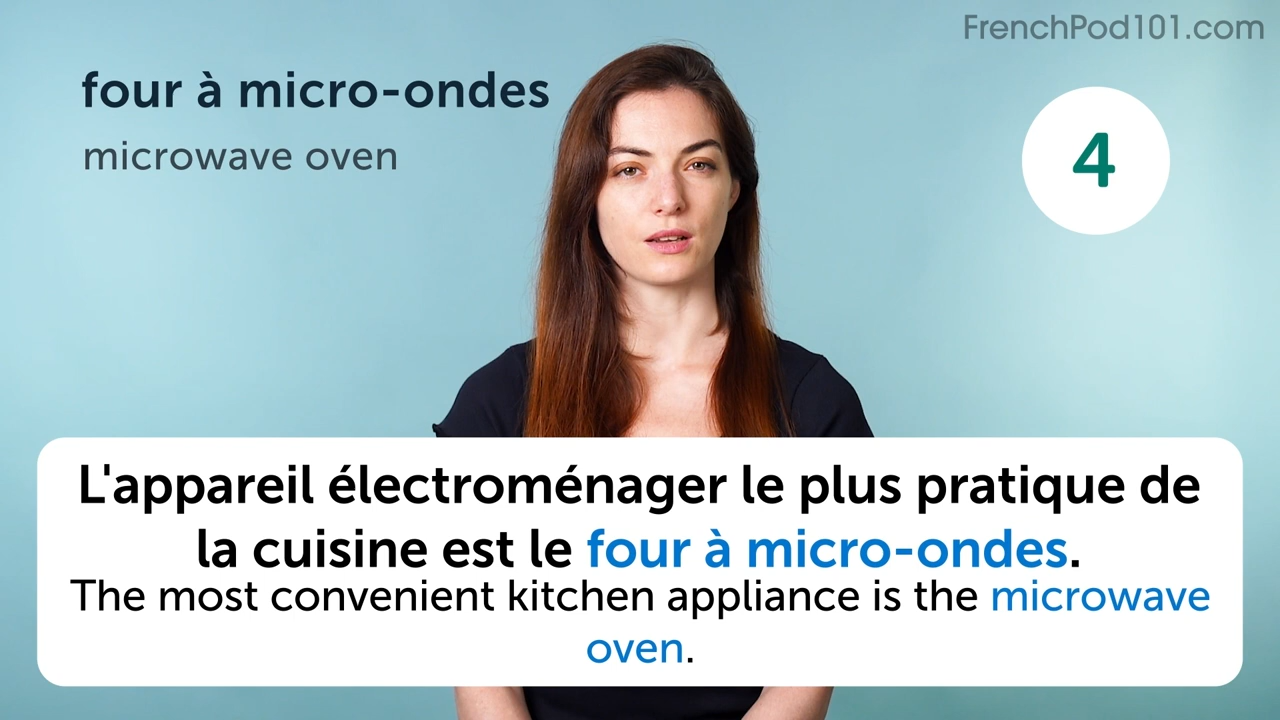 FrenchPod101.com
four à micro-ondes
microwave oven
4
L'appareil électroménager le plus pratique de
la cuisine est le four à micro-ondes.
The most convenient kitchen appliance is the microwave
oven.